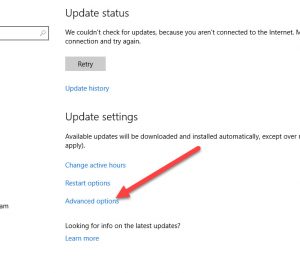 Update status
We couldn't check for updates, because you aren't connected to the Internet. M
connection and try again.
Retry
Update history
Update settings
Available updates will be downloaded and installed automatically, except over
apply).
Change active hours
Restart options
Advanced options
am
Looking for info on the latest updates?
Learn more